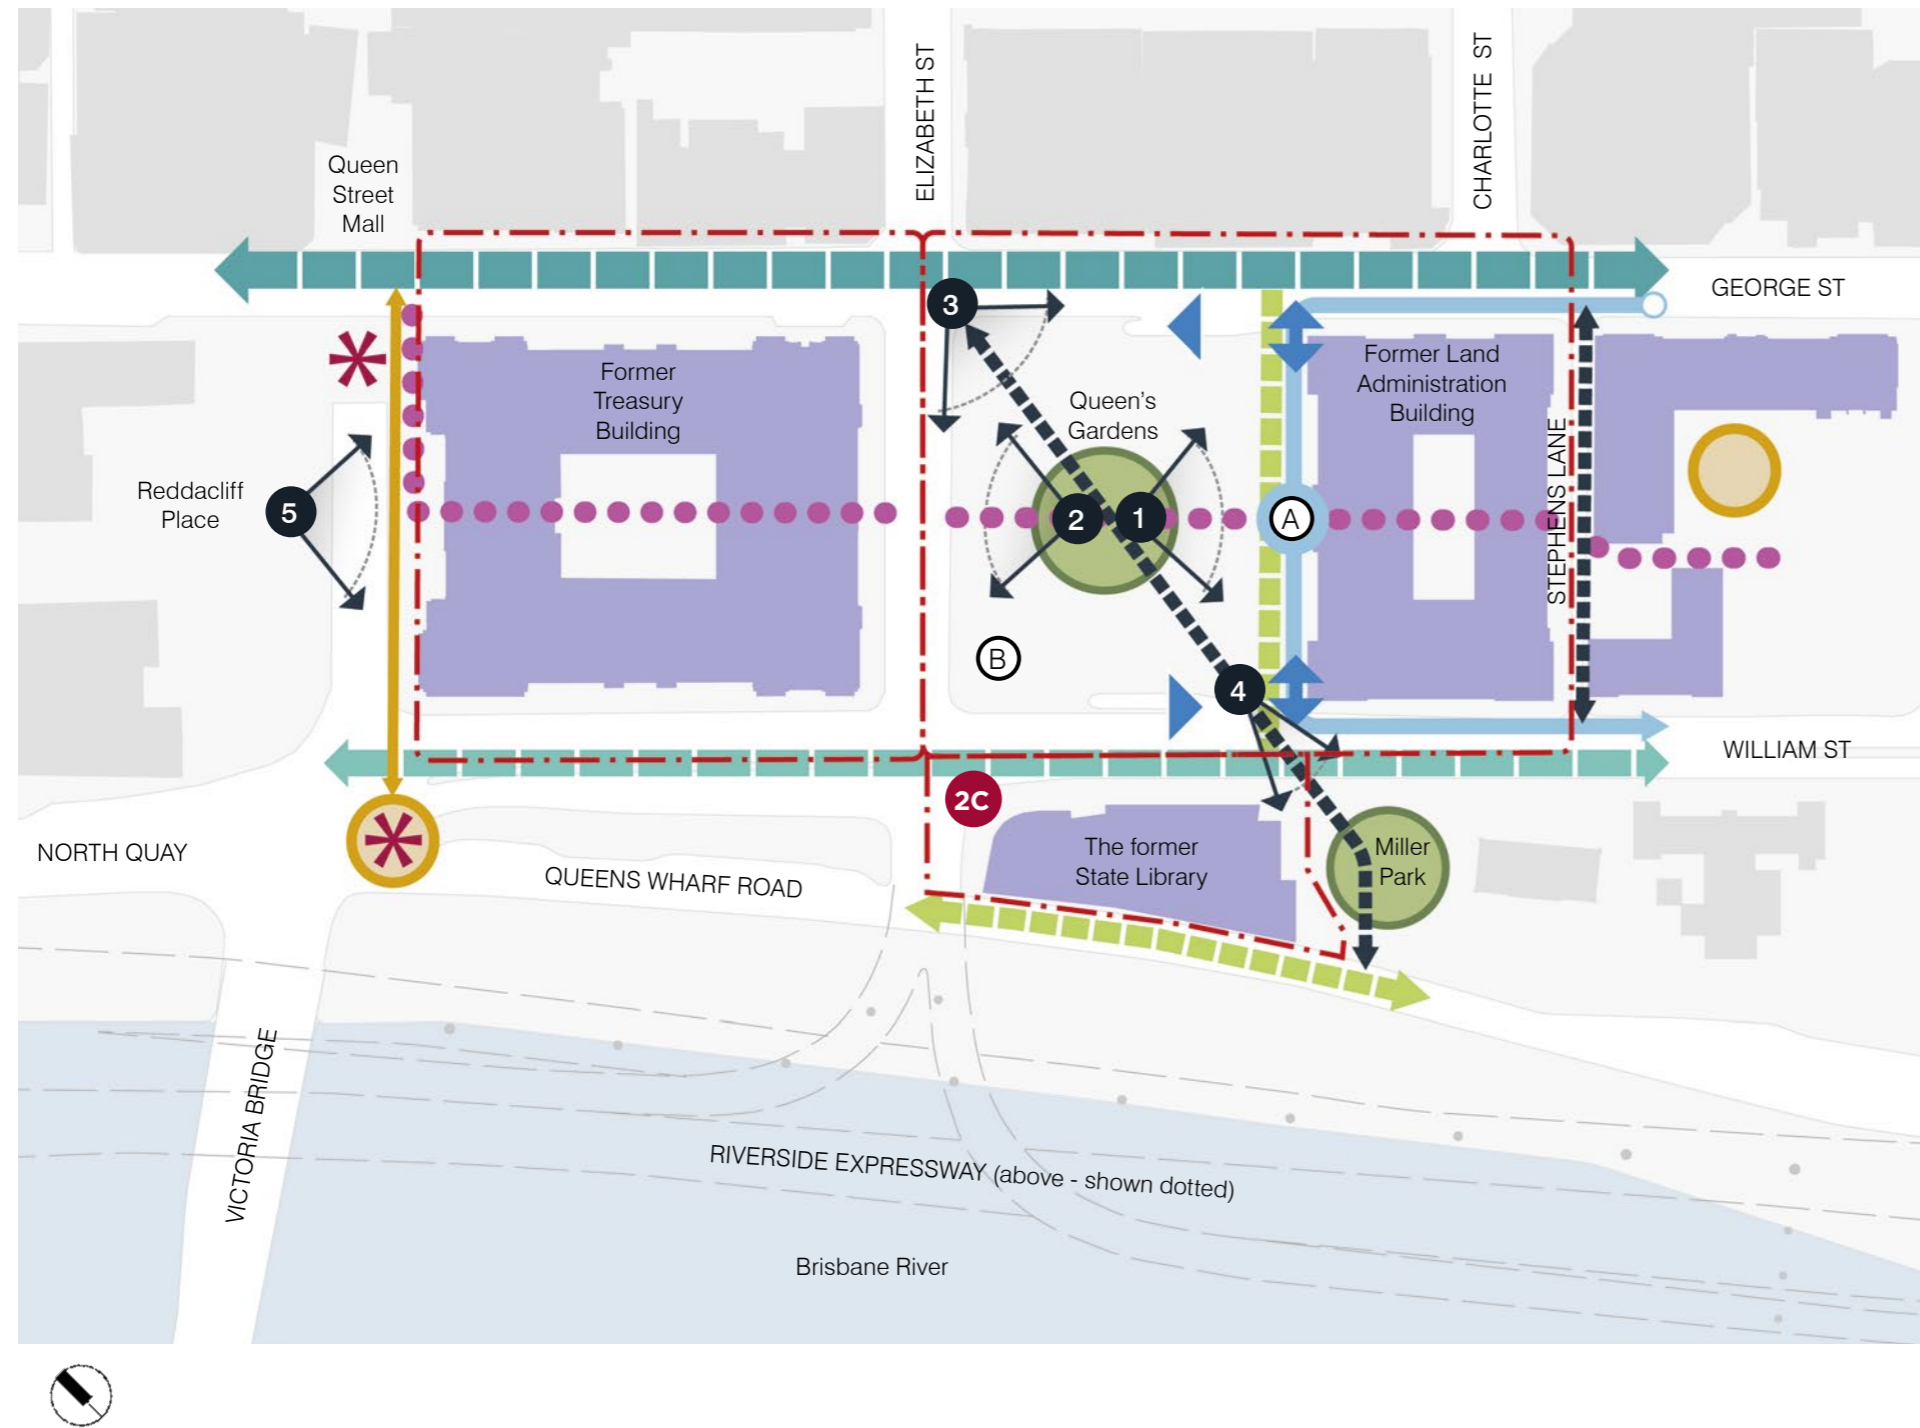 ELIZABETH ST
CHARLOTTE ST
Queen
Street
Mall
GEORGE ST
3
Former
Treasury
Building
Queen's
Gardens
Former Land
Administration
Building
STEPHENS LANE
Reddacliff
Place
5
2
1
A
B
4
WILLIAM ST
2C
NORTH QUAY
QUEENS WHARF ROAD
The former
State Library
Miller
Park
VICTORIA BRIDGE
RIVERSIDE EXPRESSWAY (above - shown dotted)
Brisbane River